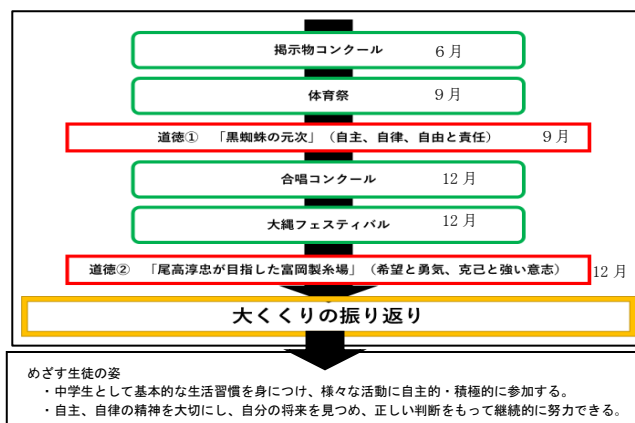 掲示物コンクール 6月
体育祭 9月
道徳① 「黒蜘蛛の元次」（自主、自律、自由と責任） 9月
合唱コンクール 12月
大縄フェスティバル 12月
道徳② 「尾高淳忠が目指した富岡製糸場」（希望と勇気、克己と強い意志） 12月
大くくりの振り返り
めざす生徒の姿
・中学生として基本的な生活習慣を身につけ、様々な活動に自主的・積極的に参加する。
・自主、自律の精神を大切にし、自分の将来を見つめ、正しい判断をもって継続的に努力できる。